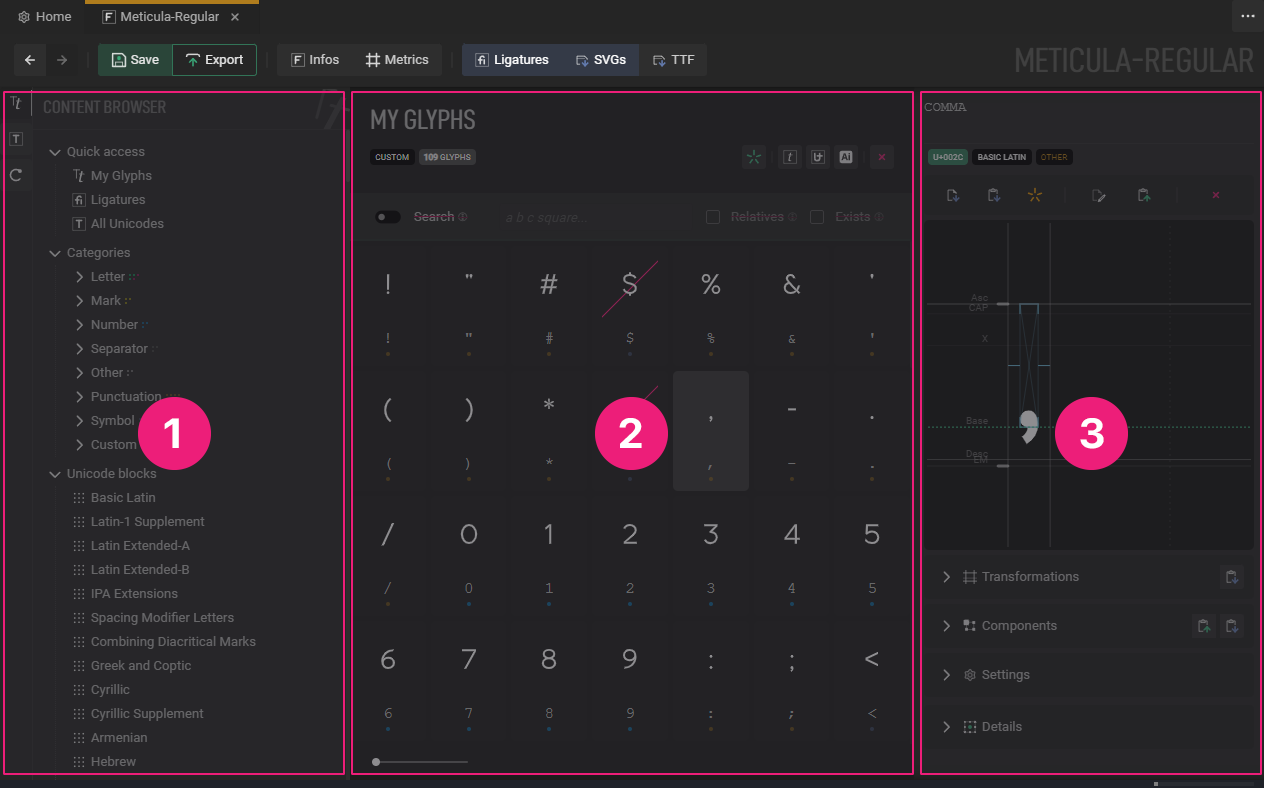 Home
Meticula-Regular
Save
Export
Infos
Metrics
Ligatures
SVGs
TTF
METICULA-REGULAR
CONTENT BROWSER
Quick access
My Glyphs
Ligatures
All Unicodes
Categories
Letter
Mark
Number
Separator
Other
Punctuation
Symbol
Custom
Unicode blocks
Basic Latin
Latin-1 Supplement
Latin Extended-A
Latin Extended-B
IPA Extensions
Spacing Modifier Letters
Combining Diacritical Marks
Greek and Coptic
Cyrillic
Cyrillic Supplement
Armenian
Hebrew
1
MY GLYPHS
CUSTOM 109 GLYPHS
Ai
Search
a b c square...
Relatives
Exists
! " # $ % & '
! " # $ % & '
( ) * , - .
( ) * , - .
/ 0 1 2 3 4 5
/ 0 1 2 3 4 5
6 7 8 9 : ; <
6 7 8 9 : ; <
2
COMMA
U+002C BASIC LATIN OTHER
Asc
CAP
X
Base
,
Desc
EM
3
Transformations
Components
Settings
Details